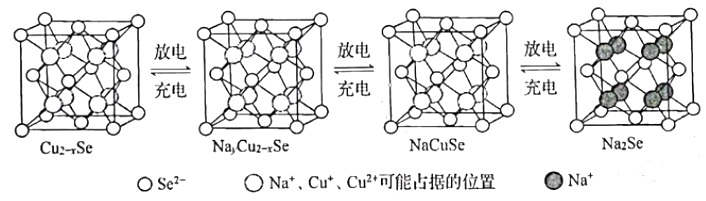 放电 放电 放电
充电 充电 充电
Cu₂₋ₓSe NaᵧCu₂₋ₓSe NaCuSe Na₂Se
Se²⁻ Na⁺、Cu⁺、Cu²⁺可能占据的位置 Na⁺